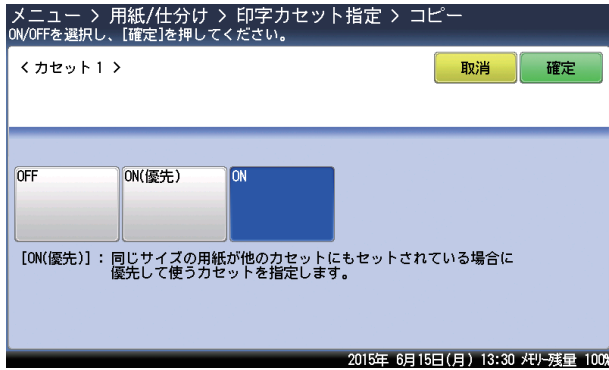 メニュー > 用紙/仕分け > 印字カセット指定 > コピー
ON/OFFを選択し、[確定]を押してください。
<カセット1>
取消
確定
OFF
ON(優先)
ON
[ON(優先)]:同じサイズの用紙が他のカセットにもセットされている場合に
優先して使うカセットを指定します。
2015年 6月15日(月) 13:30 ﾒﾓﾘｰ残量 100%